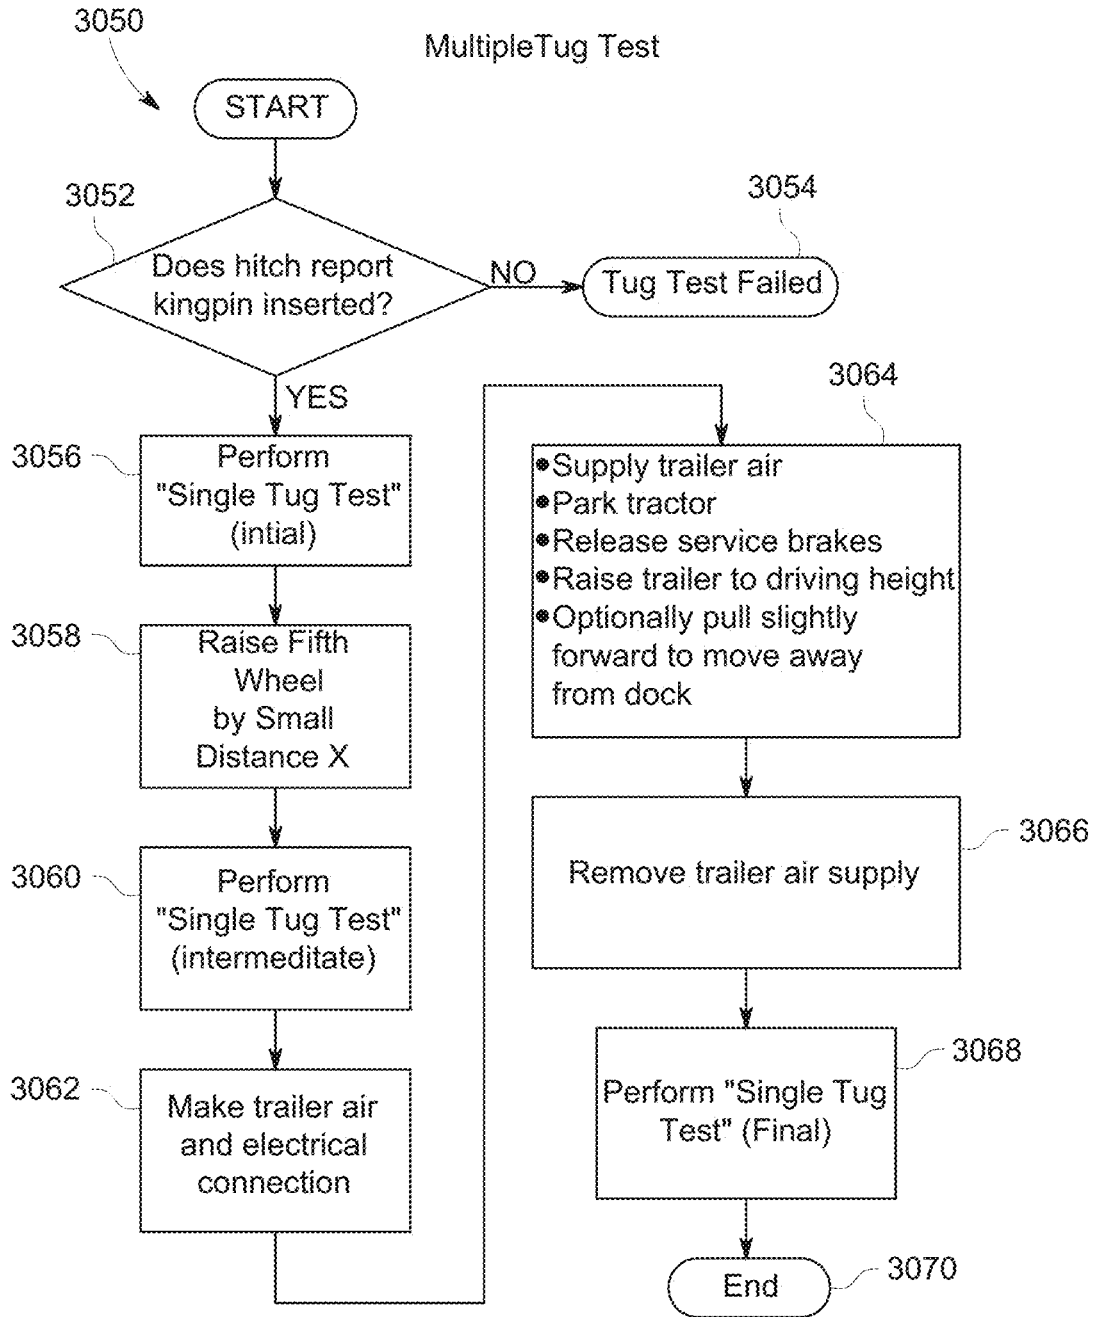 3050
MultipleTug Test
START
3052
Does hitch report
kingpin inserted?
NO
3054
Tug Test Failed
YES
3056
Perform
"Single Tug Test"
(intial)
3058
Raise Fifth
Wheel
by Small
Distance X
3060
Perform
"Single Tug Test"
(intermeditate)
3062
Make trailer air
and electrical
connection
3064
•Supply trailer air
•Park tractor
•Release service brakes
•Raise trailer to driving height
•Optionally pull slightly
forward to move away
from dock
3066
Remove trailer air supply
3068
Perform "Single Tug
Test" (Final)
End
3070